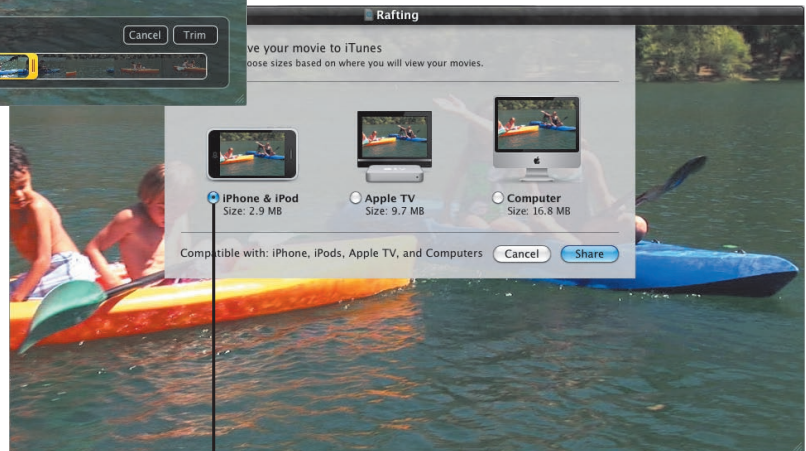 Rafting
Cancel Trim
ve your movie to iTunes
oose sizes based on where you will view your movies.
iPhone & iPod
Size: 2.9 MB
Apple TV
Size: 9.7 MB
Computer
Size: 16.8 MB
Compatible with: iPhone, iPods, Apple TV, and Computers Cancel Share